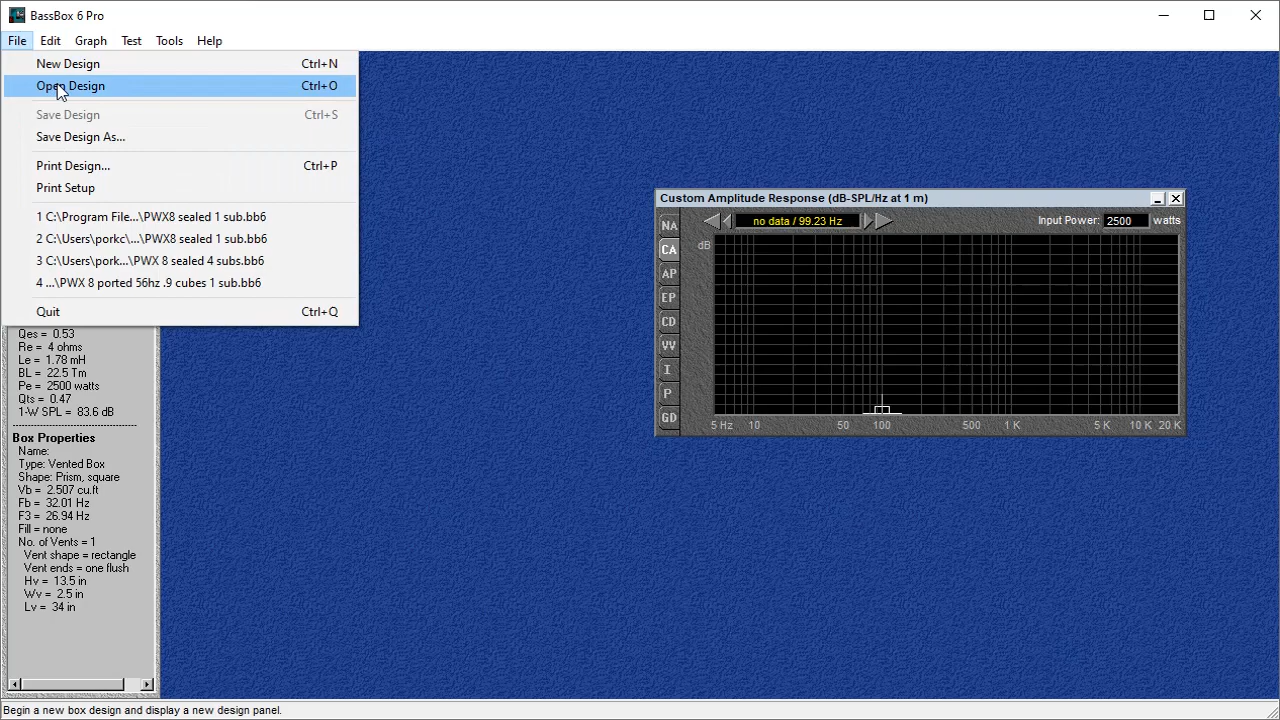 BassBox 6 Pro
File Edit Graph Test Tools Help
New Design Ctrl+N
Open Design Ctrl+O
Save Design Ctrl+S
Save Design As...
Print Design... Ctrl+P
Print Setup
1 C:\Program File...\PWX8 sealed 1 sub.bb6
2 C:\Users\porkc\...\PWX8 sealed 1 sub.bb6
3 C:\Users\pork...\PWX 8 sealed 4 subs.bb6
4 ...\PWX 8 ported 56hz .9 cubes 1 sub.bb6
Quit Ctrl+Q
Qes = 0.53
Re = 4 ohms
Le = 1.78 mH
BL = 22.5 Tm
Pe = 2500 watts
Qts = 0.47
1-W SPL = 83.6 dB
Box Properties
Name:
Type: Vented Box
Shape: Prism, square
Vb = 2.507 cu.ft
Fb = 32.01 Hz
F3 = 26.94 Hz
Fill = none
No. of Vents = 1
Vent shape = rectangle
Vent ends = one flush
Hv = 13.5 in
Wv = 2.5 in
Lv = 34 in
Custom Amplitude Response (dB-SPL/Hz at 1 m)
no data / 99.23 Hz Input Power: 2500 watts
NA
CA
AP
EP
CD
VV
I
P
GD
dB
5 Hz 10 50 100 500 1 K 5 K 10 K 20 K
Begin a new box design and display a new design panel.